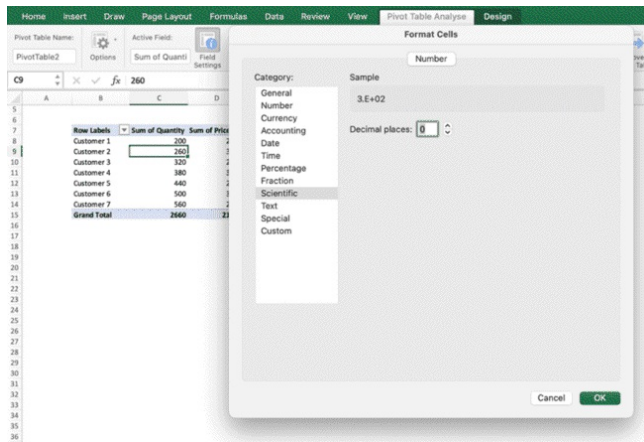 Home Insert Draw Page Layout Formulas Data Review View Pivot Table Analyse Design
Pivot Table Name:
PivotTable2
Options
Active Field:
Sum of Quanti
Field
Settings
C9 fx 260
A B C D
5
6
7 Row Labels Sum of Quantity Sum of Price
8 Customer 1 200
9 Customer 2 260
10 Customer 3 320
11 Customer 4 380
12 Customer 5 440
13 Customer 6 500
14 Customer 7 560
15 Grand Total 2660
16
17
18
19
20
21
22
23
24
25
26
27
28
29
30
31
32
33
34
35
36
Format Cells
Number
Category:
General
Number
Currency
Accounting
Date
Time
Percentage
Fraction
Scientific
Text
Special
Custom
Sample
3.E+02
Decimal places: 0
Cancel OK